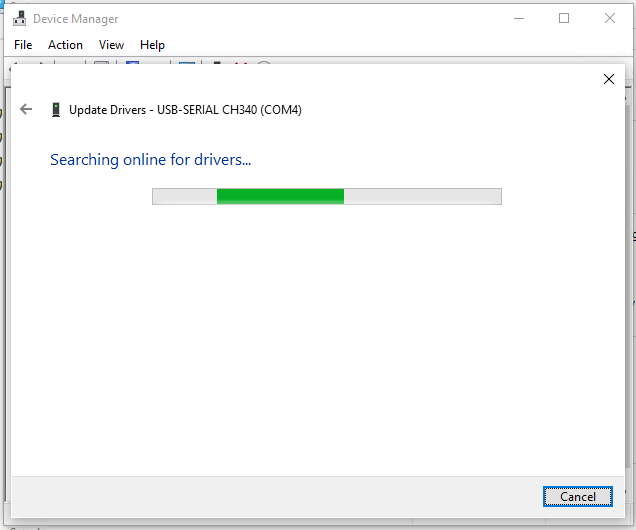 Device Manager
File Action View Help
Update Drivers - USB-SERIAL CH340 (COM4)
Searching online for drivers...
Cancel